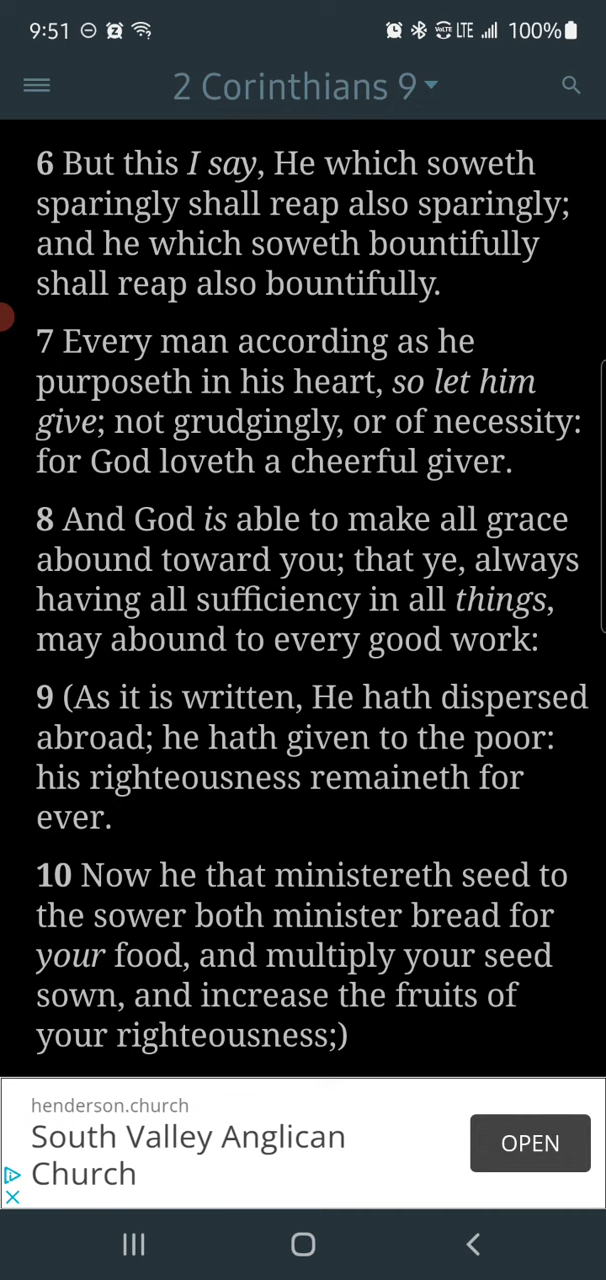 9:51 VoLTE LTE 100%
2 Corinthians 9
6 But this I say, He which soweth
sparingly shall reap also sparingly;
and he which soweth bountifully
shall reap also bountifully.
7 Every man according as he
purposeth in his heart, so let him
give; not grudgingly, or of necessity:
for God loveth a cheerful giver.
8 And God is able to make all grace
abound toward you; that ye, always
having all sufficiency in all things,
may abound to every good work:
9 (As it is written, He hath dispersed
abroad; he hath given to the poor:
his righteousness remaineth for
ever.
10 Now he that ministereth seed to
the sower both minister bread for
your food, and multiply your seed
sown, and increase the fruits of
your righteousness;)
henderson.church
South Valley Anglican
Church
OPEN